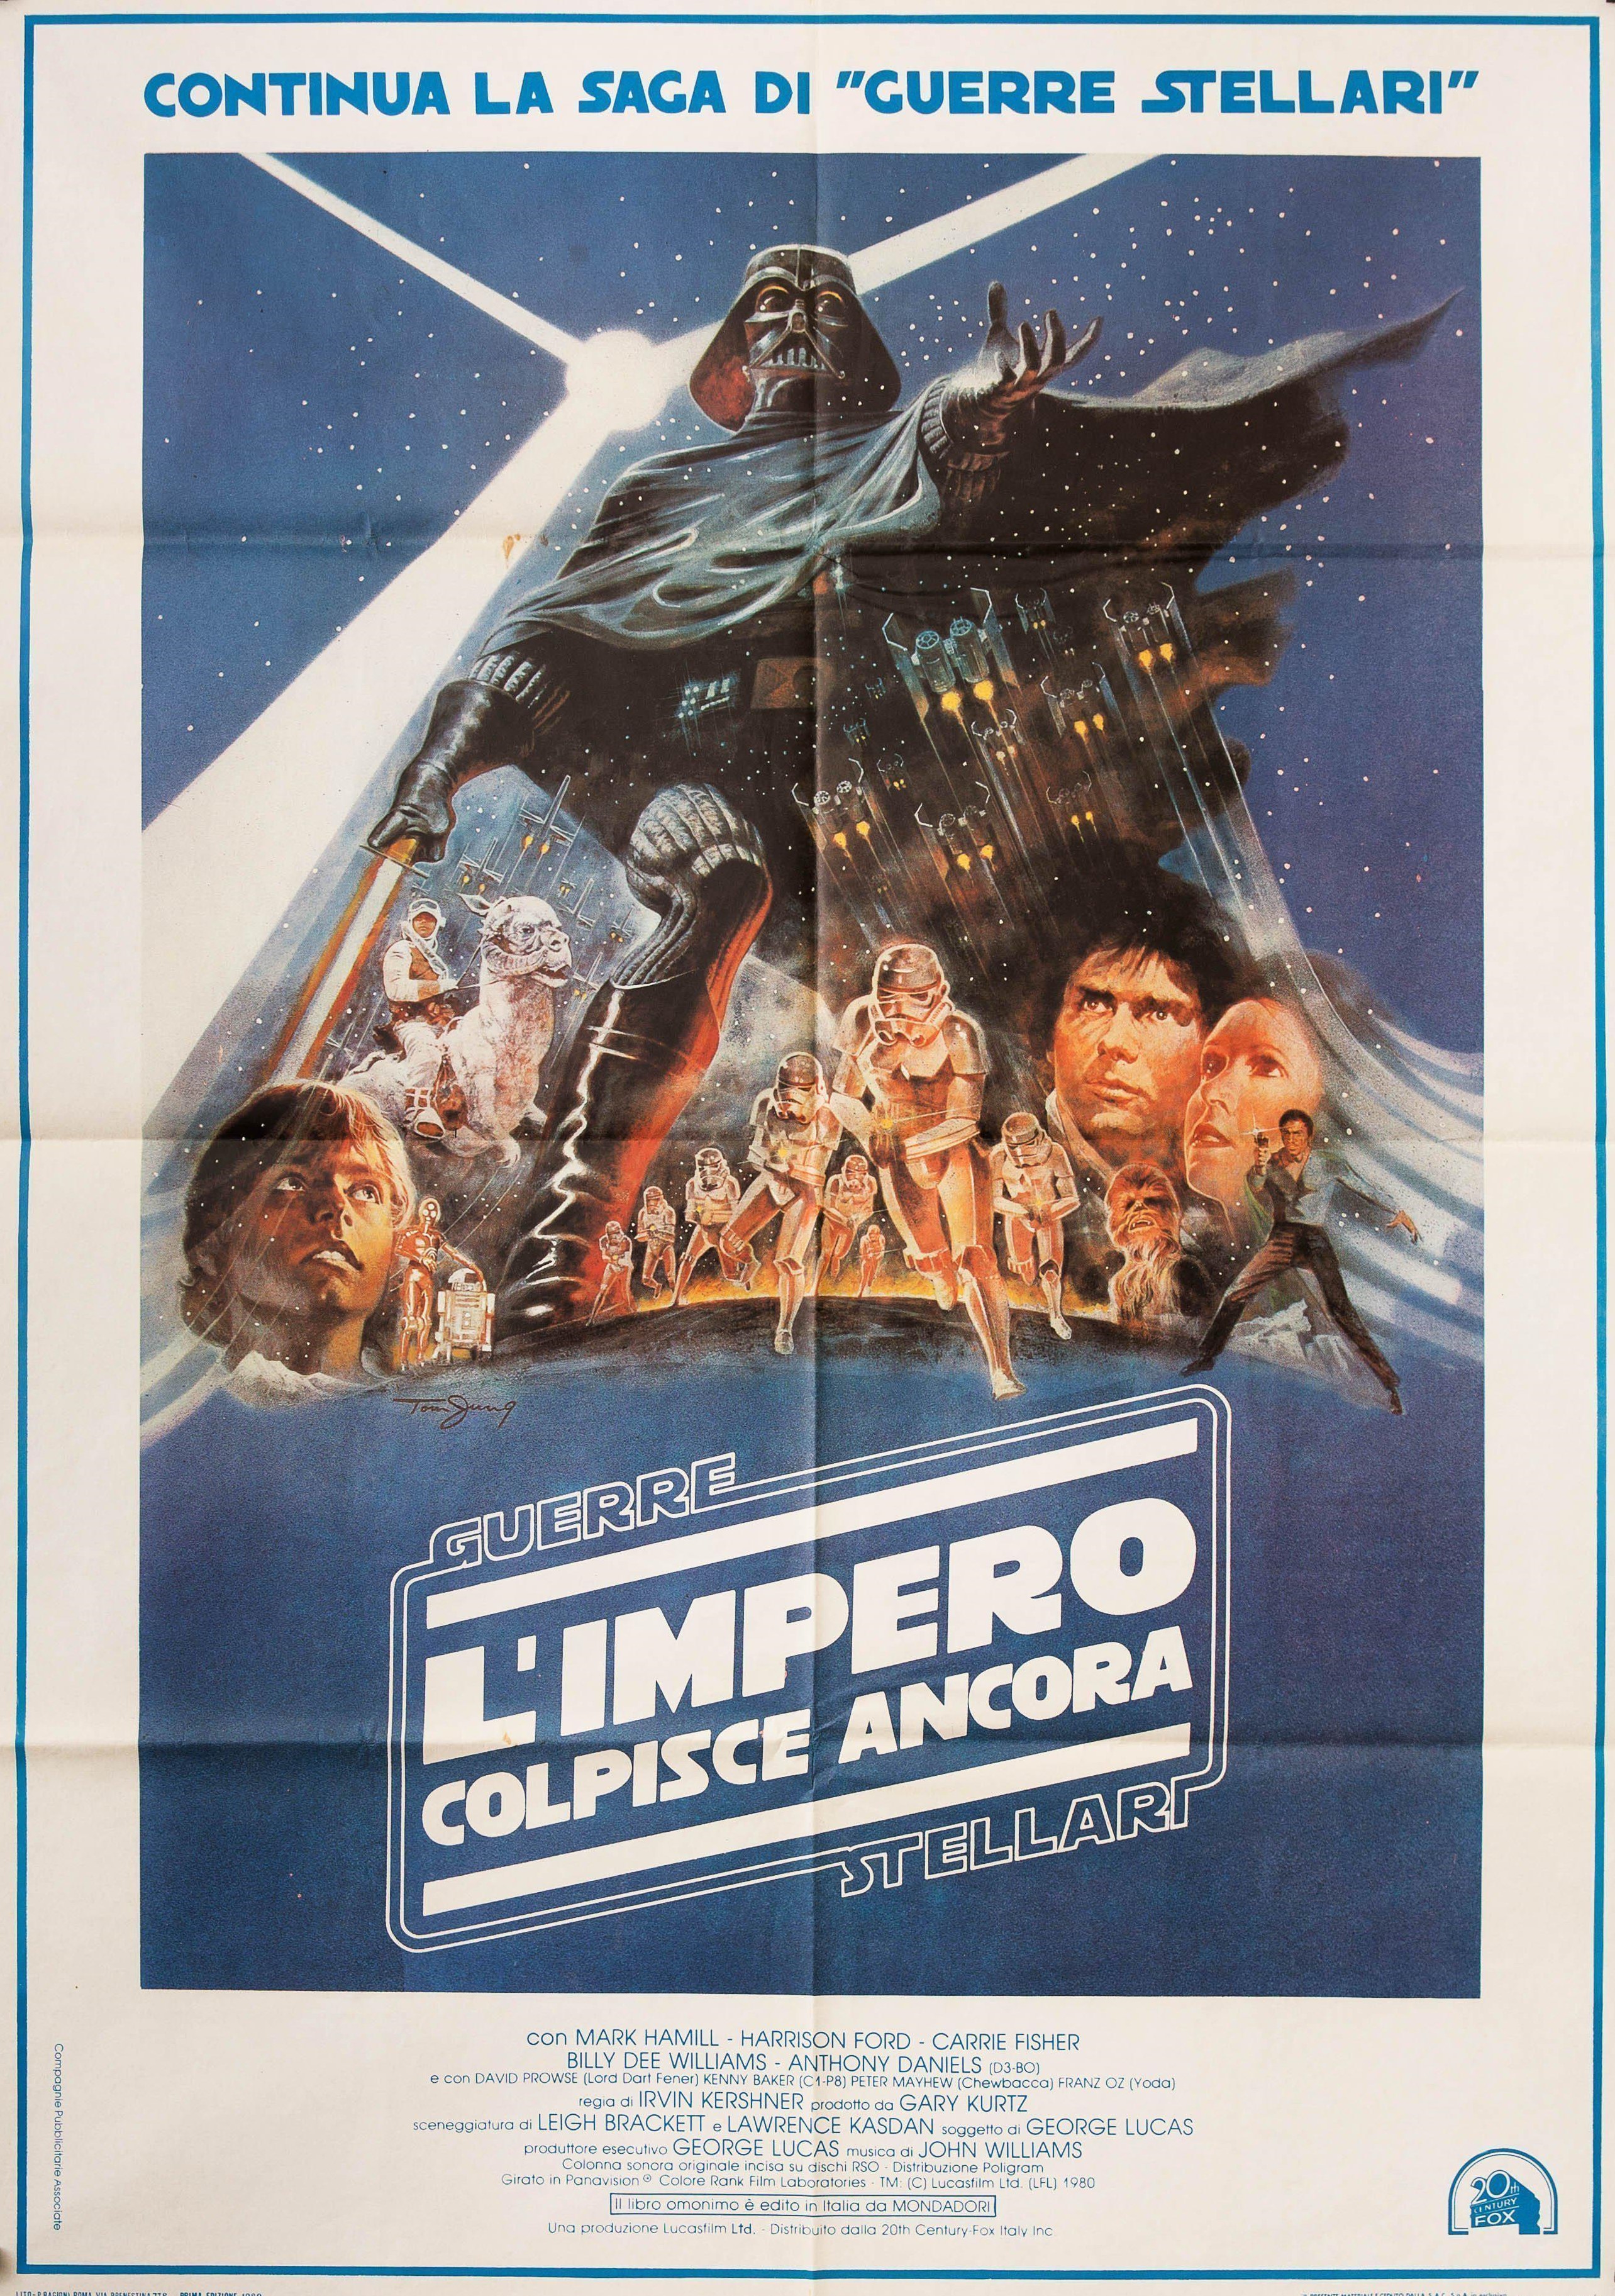 CONTINUA LA SAGA DI "GUERRE STELLARI"
Tom Jung
GUERRE
L'IMPERO
COLPISCE ANCORA
STELLARI
con MARK HAMILL - HARRISON FORD - CARRIE FISHER
BILLY DEE WILLIAMS - ANTHONY DANIELS (D3-BO)
e con DAVID PROWSE (Lord Dart Fener) KENNY BAKER (C1-P8) PETER MAYHEW (Chewbacca) FRANZ OZ (Yoda)
regia di IRVIN KERSHNER prodotto da GARY KURTZ
sceneggiatura di LEIGH BRACKETT e LAWRENCE KASDAN soggetto di GEORGE LUCAS
produttore esecutivo GEORGE LUCAS musica di JOHN WILLIAMS
Colonna sonora originale incisa su dischi RSO - Distribuzione Poligram
Girato in Panavision ® Colore Rank Film Laboratories - TM: (C) Lucasfilm Ltd. (LFL) 1980
Il libro omonimo è edito in Italia da MONDADORI
Una produzione Lucasfilm Ltd. - Distribuito dalla 20th Century-Fox Italy Inc
Compagnie Pubblicitarie Associate
20th
CENTURY
FOX
PRIMA EDIZIONE 1980